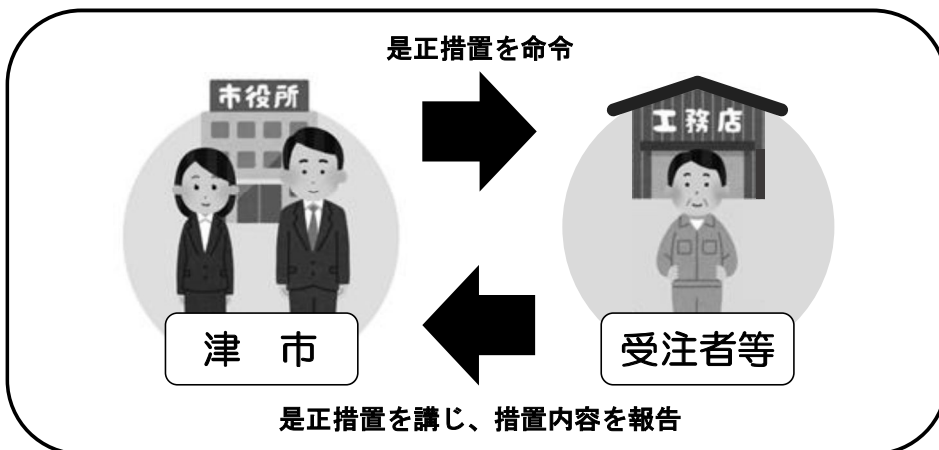 是正措置を命令
市役所
工務店
津　市
受注者等
是正措置を講じ、措置内容を報告